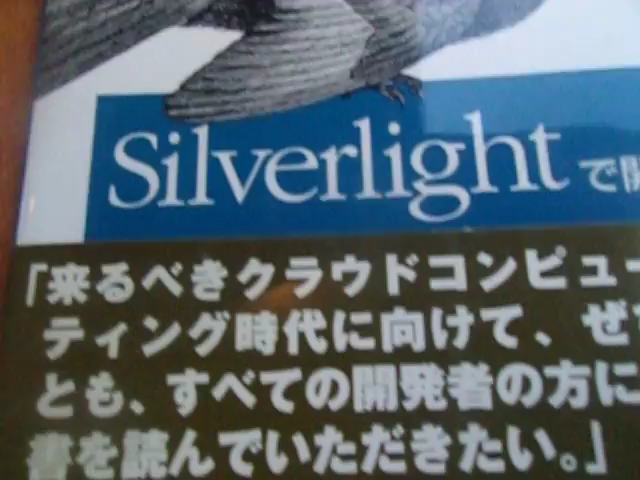 Silverlightで開
「来るべきクラウドコンピュー
ティング時代に向けて、ぜ
とも、すべての開発者の方に
書を読んでいただきたい。」